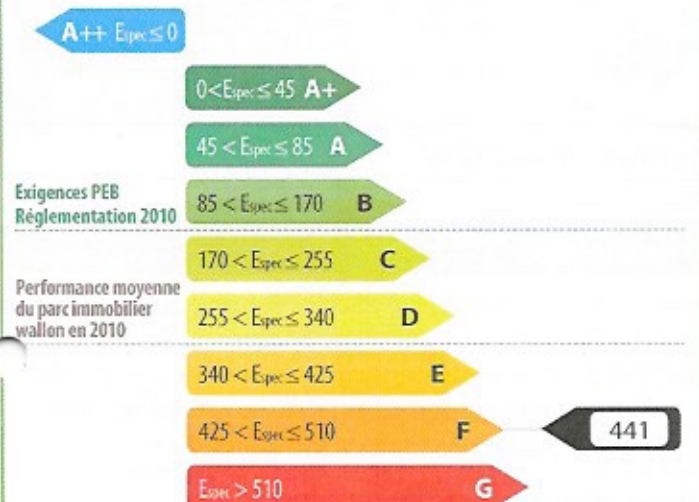 A++ Espec ≤ 0
0 < Espec ≤ 45 A+
45 < Espec ≤ 85 A
Exigences PEB
Réglementation 2010
85 < Espec ≤ 170 B
170 < Espec ≤ 255 C
Performance moyenne
du parc immobilier
wallon en 2010
255 < Espec ≤ 340 D
340 < Espec ≤ 425 E
425 < Espec ≤ 510 F
441
Espec > 510 G